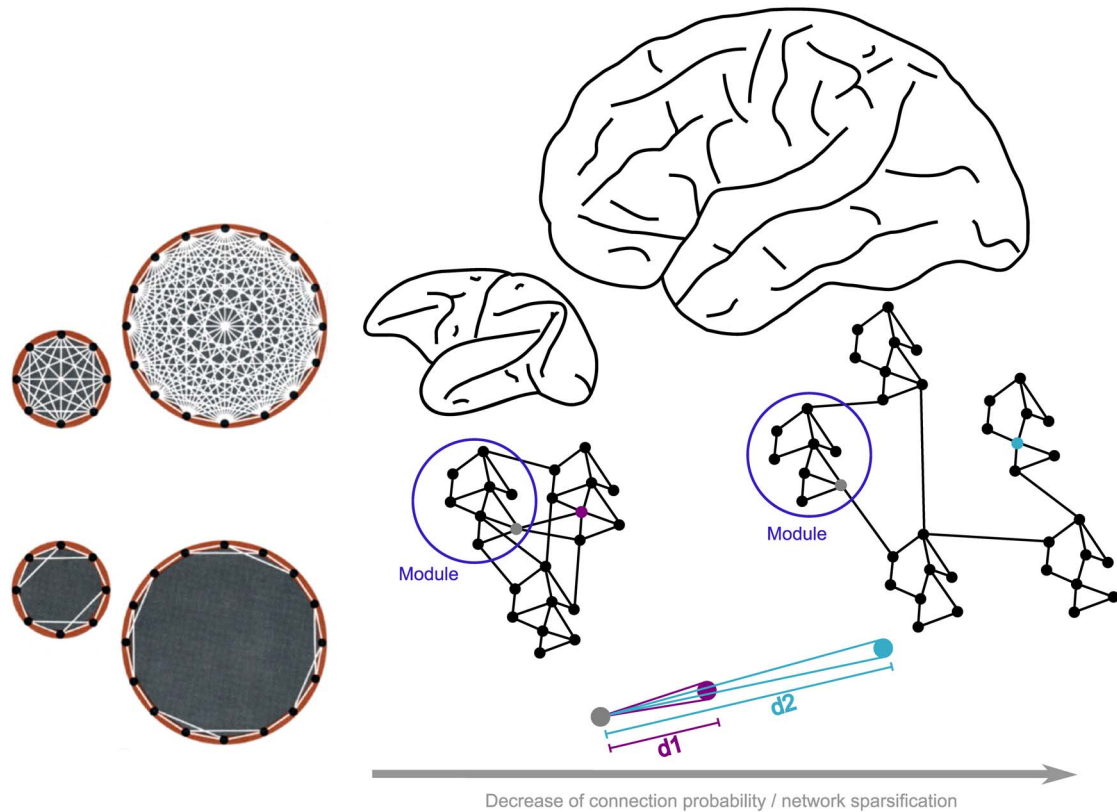 Module
Module
d1
d2
Decrease of connection probability / network sparsification